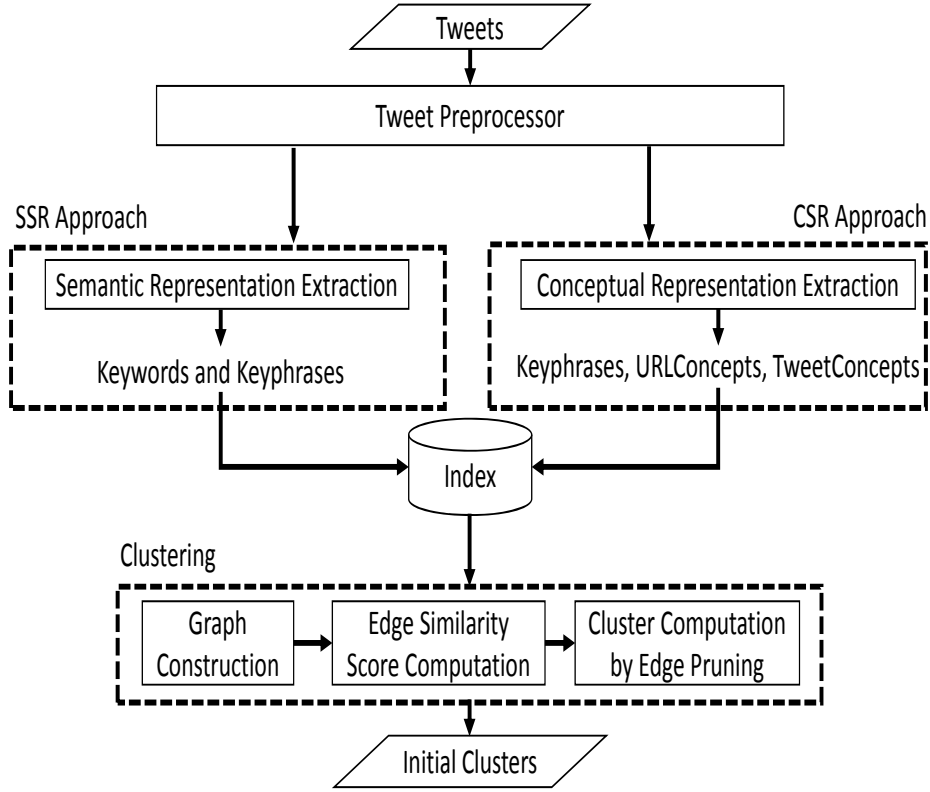 Tweets
Tweet Preprocessor
SSR Approach
CSR Approach
Semantic Representation Extraction
Conceptual Representation Extraction
Keywords and Keyphrases
Keyphrases, URLConcepts, TweetConcepts
Index
Clustering
Graph
Construction
Edge Similarity
Score Computation
Cluster Computation
by Edge Pruning
Initial Clusters